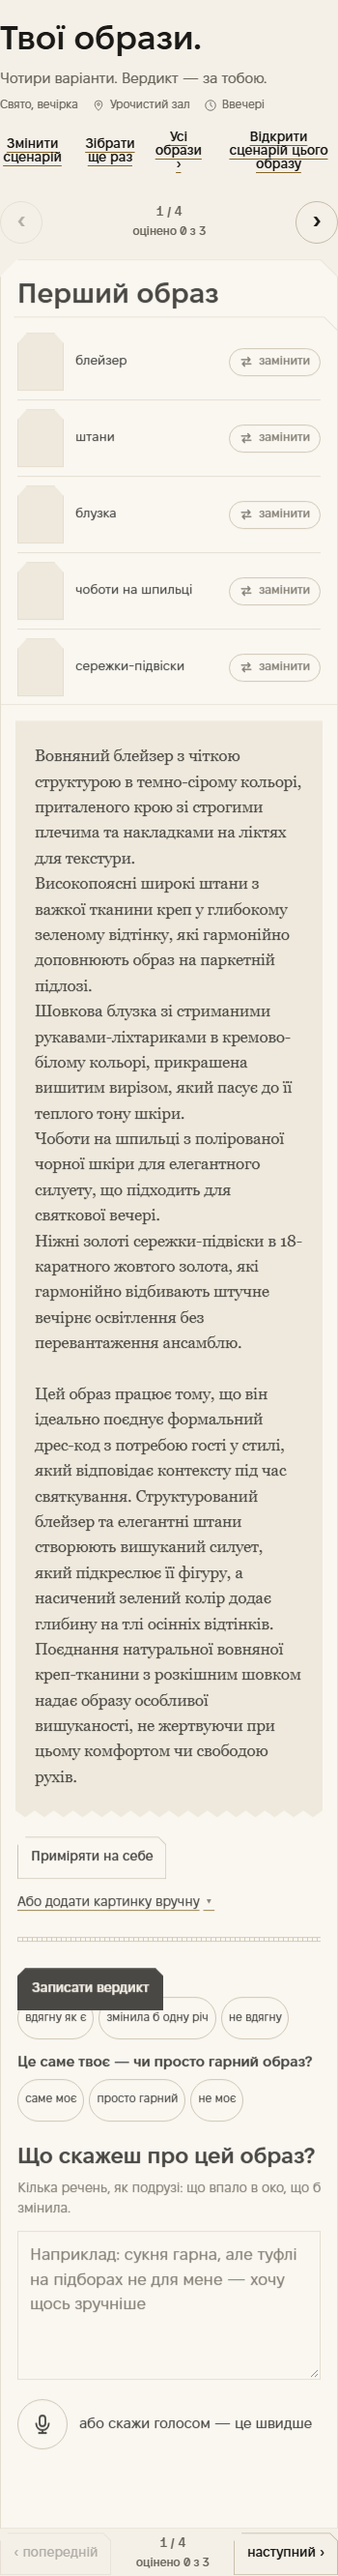 Твої образи.
Чотири варіанти. Вердикт — за тобою.
Свято, вечірка Урочистий зал Ввечері
Змінити
сценарій
Зібрати
ще раз
Усі
образи
›
Відкрити
сценарій цього
образу
‹
1 / 4
оцінено 0 з 3
›
Перший образ
блейзер
замінити
штани
замінити
блузка
замінити
чоботи на шпильці
замінити
сережки-підвіски
замінити
Вовняний блейзер з чіткою
структурою в темно-сірому кольорі,
приталеного крою зі строгими
плечима та накладками на ліктях
для текстури.
Високопоясні широкі штани з
важкої тканини креп у глибокому
зеленому відтінку, які гармонійно
доповнюють образ на паркетній
підлозі.
Шовкова блузка зі стриманими
рукавами-ліхтариками в кремово-
білому кольорі, прикрашена
вишитим вирізом, який пасує до її
теплого тону шкіри.
Чоботи на шпильці з полірованої
чорної шкіри для елегантного
силуету, що підходить для
святкової вечері.
Ніжні золоті сережки-підвіски в 18-
каратного жовтого золота, які
гармонійно відбивають штучне
вечірнє освітлення без
перевантаження ансамблю.
Цей образ працює тому, що він
ідеально поєднує формальний
дрес-код з потребою гості у стилі,
який відповідає контексту під час
святкування. Структурований
блейзер та елегантні штани
створюють вишуканий силует,
який підкреслює її фігуру, а
насичений зелений колір додає
глибину на тлі осінніх відтінків.
Поєднання натуральної вовняної
креп-тканини з розкішним шовком
надає образу особливої
вишуканості, не жертвуючи при
цьому комфортом чи свободою
рухів.
Приміряти на себе
Або додати картинку вручну
Записати вердикт
вдягну як є
змінила б одну річ
не вдягну
Це саме твоє — чи просто гарний образ?
саме моє
просто гарний
не моє
Що скажеш про цей образ?
Кілька речень, як подрузі: що впало в око, що б
змінила.
Наприклад: сукня гарна, але туфлі
на підборах не для мене — хочу
щось зручніше
або скажи голосом — це швидше
‹ попередній
1 / 4
оцінено 0 з 3
наступний ›